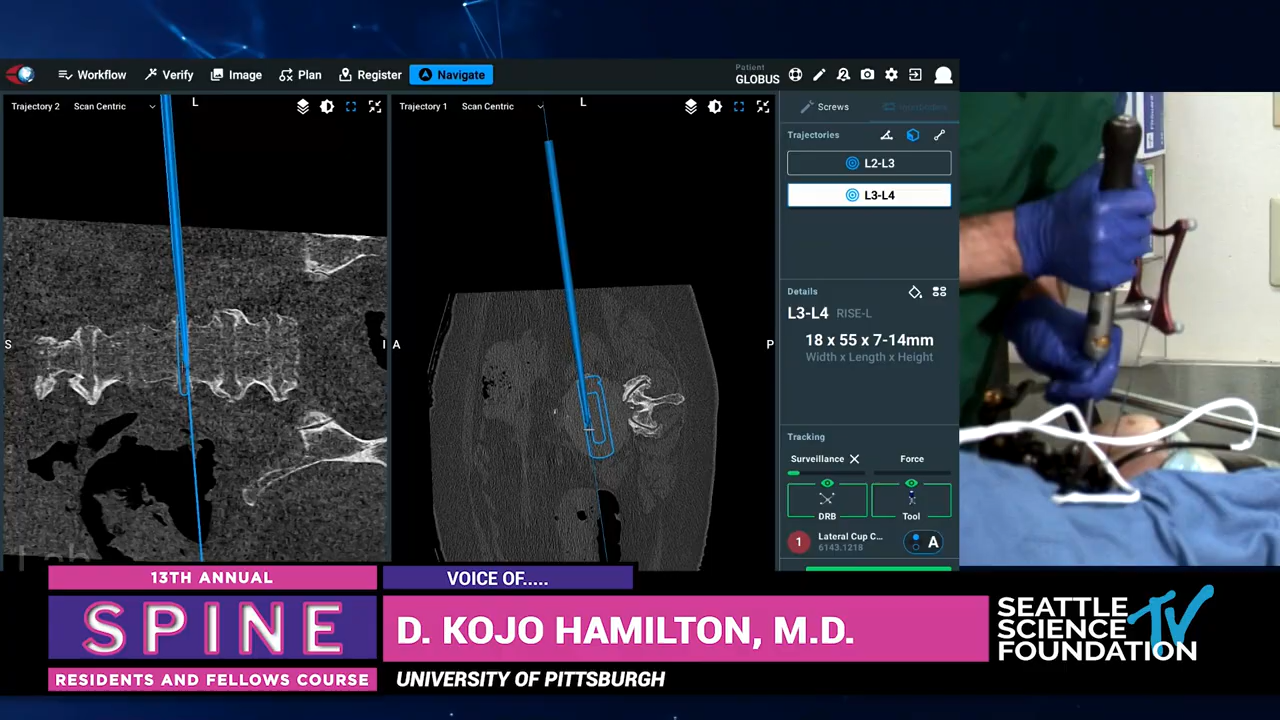 Workflow
Verify
Image
Plan
Register
Navigate
Patient
GLOBUS
Trajectory 2
Scan Centric
L
Trajectory 1
Scan Centric
L
Screws
Trajectories
L2-L3
L3-L4
S
I
A
P
Details
L3-L4 RISE-L
18 x 55 x 7-14mm
Width x Length x Height
Tracking
Surveillance
Force
DRB
Tool
1
Lateral Cup C...
6143.1218
A
13TH ANNUAL
SPINE
RESIDENTS AND FELLOWS COURSE
VOICE OF.....
D. KOJO HAMILTON, M.D.
UNIVERSITY OF PITTSBURGH
SEATTLE
SCIENCE
FOUNDATION
TV